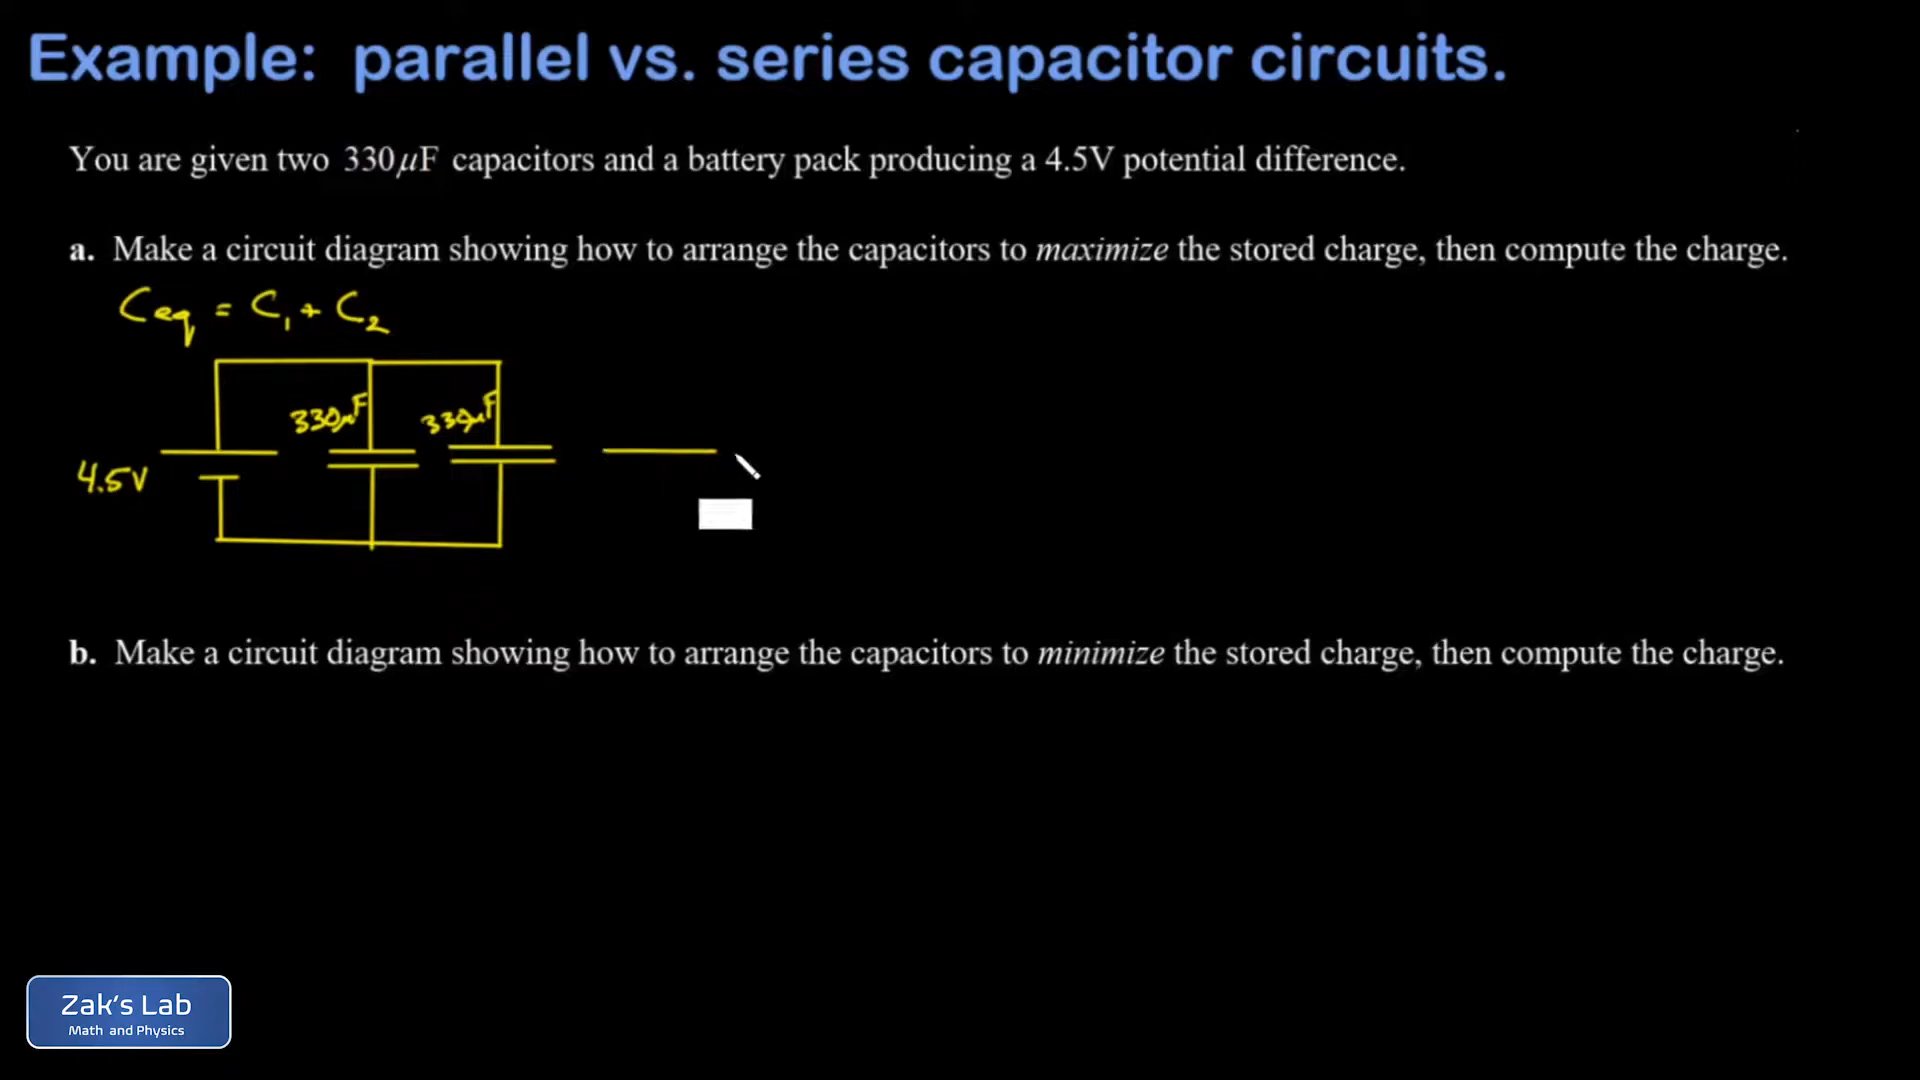 Example: parallel vs. series capacitor circuits.
You are given two 330μF capacitors and a battery pack producing a 4.5V potential difference.
a. Make a circuit diagram showing how to arrange the capacitors to maximize the stored charge, then compute the charge.
Ceq = C₁ + C₂
330μF 330μF
4.5V
b. Make a circuit diagram showing how to arrange the capacitors to minimize the stored charge, then compute the charge.
Zak's Lab
Math and Physics